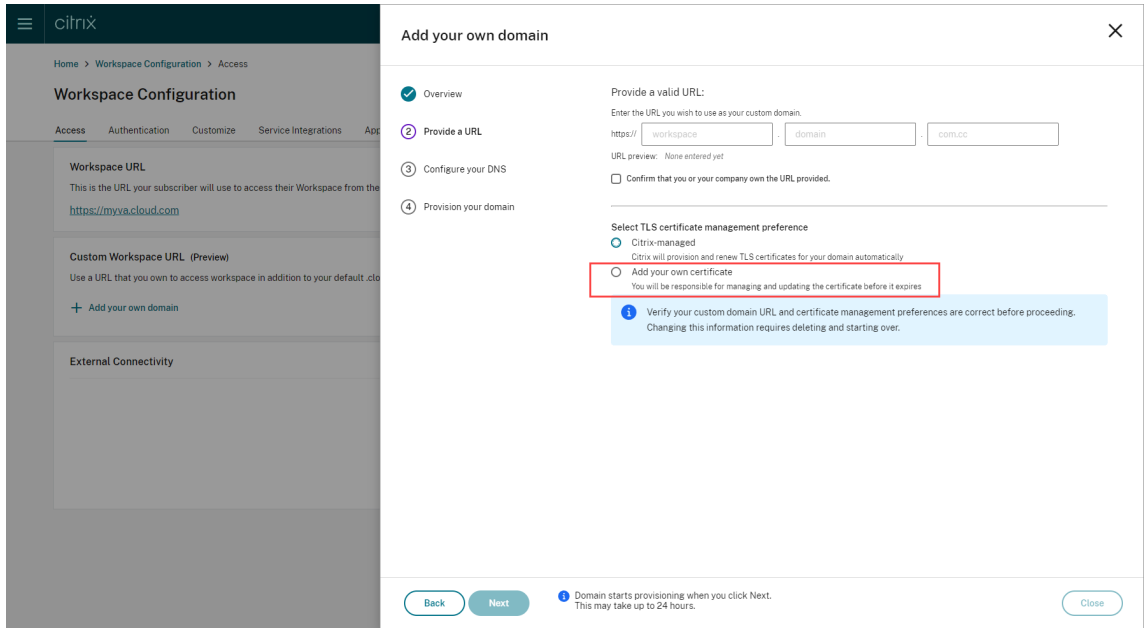 citrix
Home > Workspace Configuration > Access
Workspace Configuration
Access Authentication Customize Service Integrations App
Workspace URL
This is the URL your subscriber will use to access their Workspace from the
https://myva.cloud.com
Custom Workspace URL (Preview)
Use a URL that you own to access workspace in addition to your default .clo
+ Add your own domain
External Connectivity
Add your own domain
Overview
2 Provide a URL
3 Configure your DNS
4 Provision your domain
Provide a valid URL:
Enter the URL you wish to use as your custom domain.
https:// workspace . domain . com.cc
URL preview: None entered yet
Confirm that you or your company own the URL provided.
Select TLS certificate management preference
Citrix-managed
Citrix will provision and renew TLS certificates for your domain automatically
Add your own certificate
You will be responsible for managing and updating the certificate before it expires
Verify your custom domain URL and certificate management preferences are correct before proceeding.
Changing this information requires deleting and starting over.
Back Next
Domain starts provisioning when you click Next.
This may take up to 24 hours.
Close